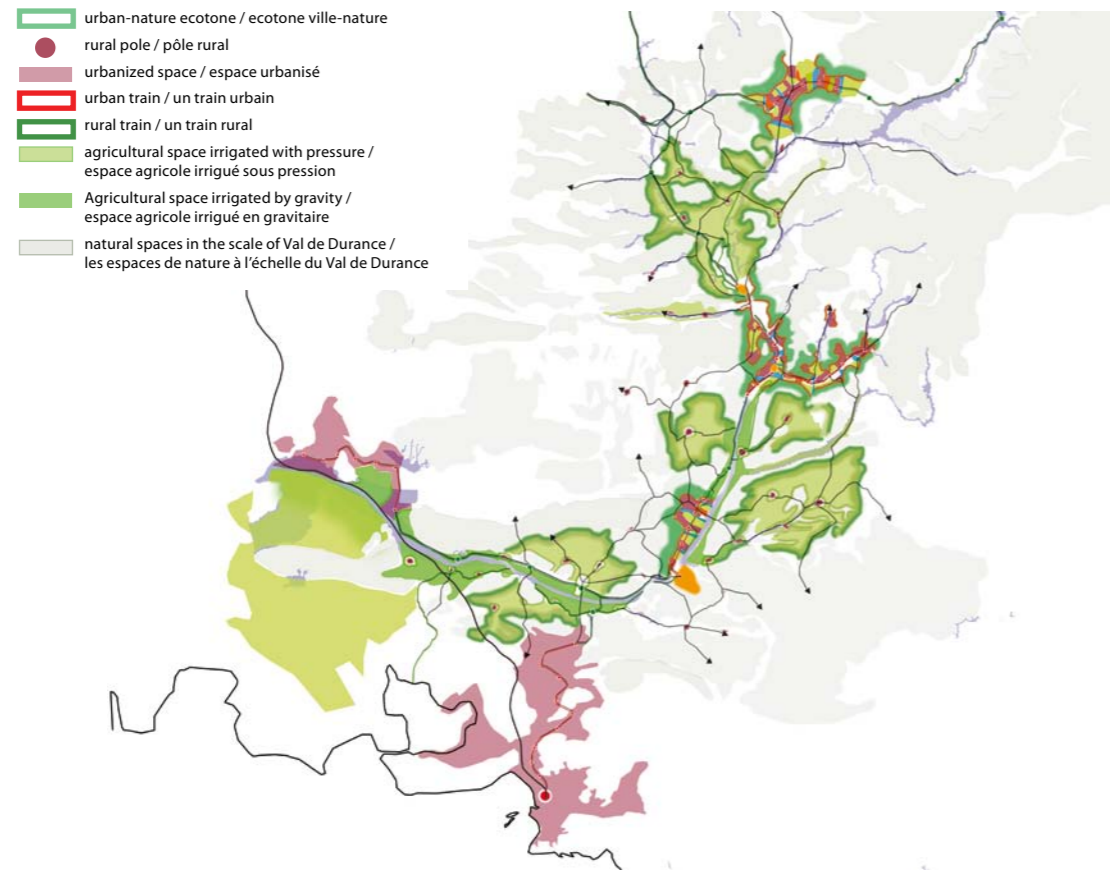 urban-nature ecotone / ecotone ville-nature
rural pole / pôle rural
urbanized space / espace urbanisé
urban train / un train urbain
rural train / un train rural
agricultural space irrigated with pressure /
espace agricole irrigué sous pression
Agricultural space irrigated by gravity /
espace agricole irrigué en gravitaire
natural spaces in the scale of Val de Durance /
les espaces de nature à l’échelle du Val de Durance